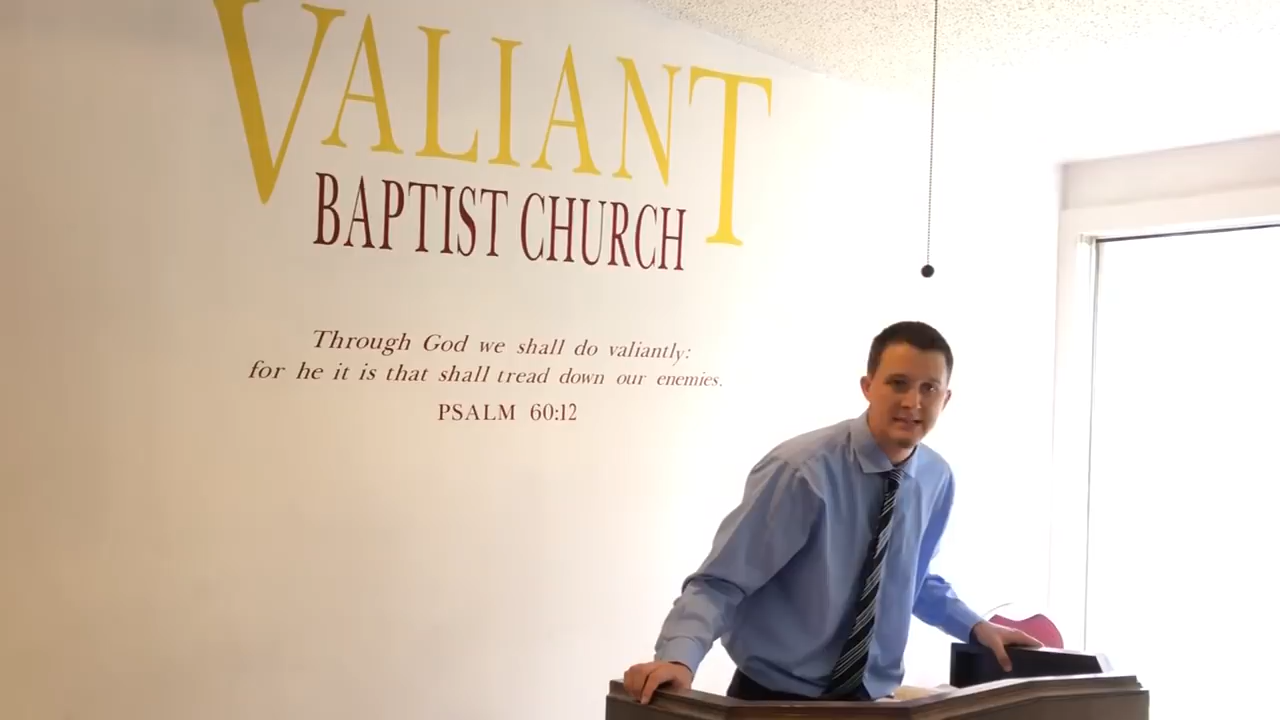 VALIANT
BAPTIST CHURCH
Through God we shall do valiantly:
for he it is that shall tread down our enemies.
PSALM 60:12